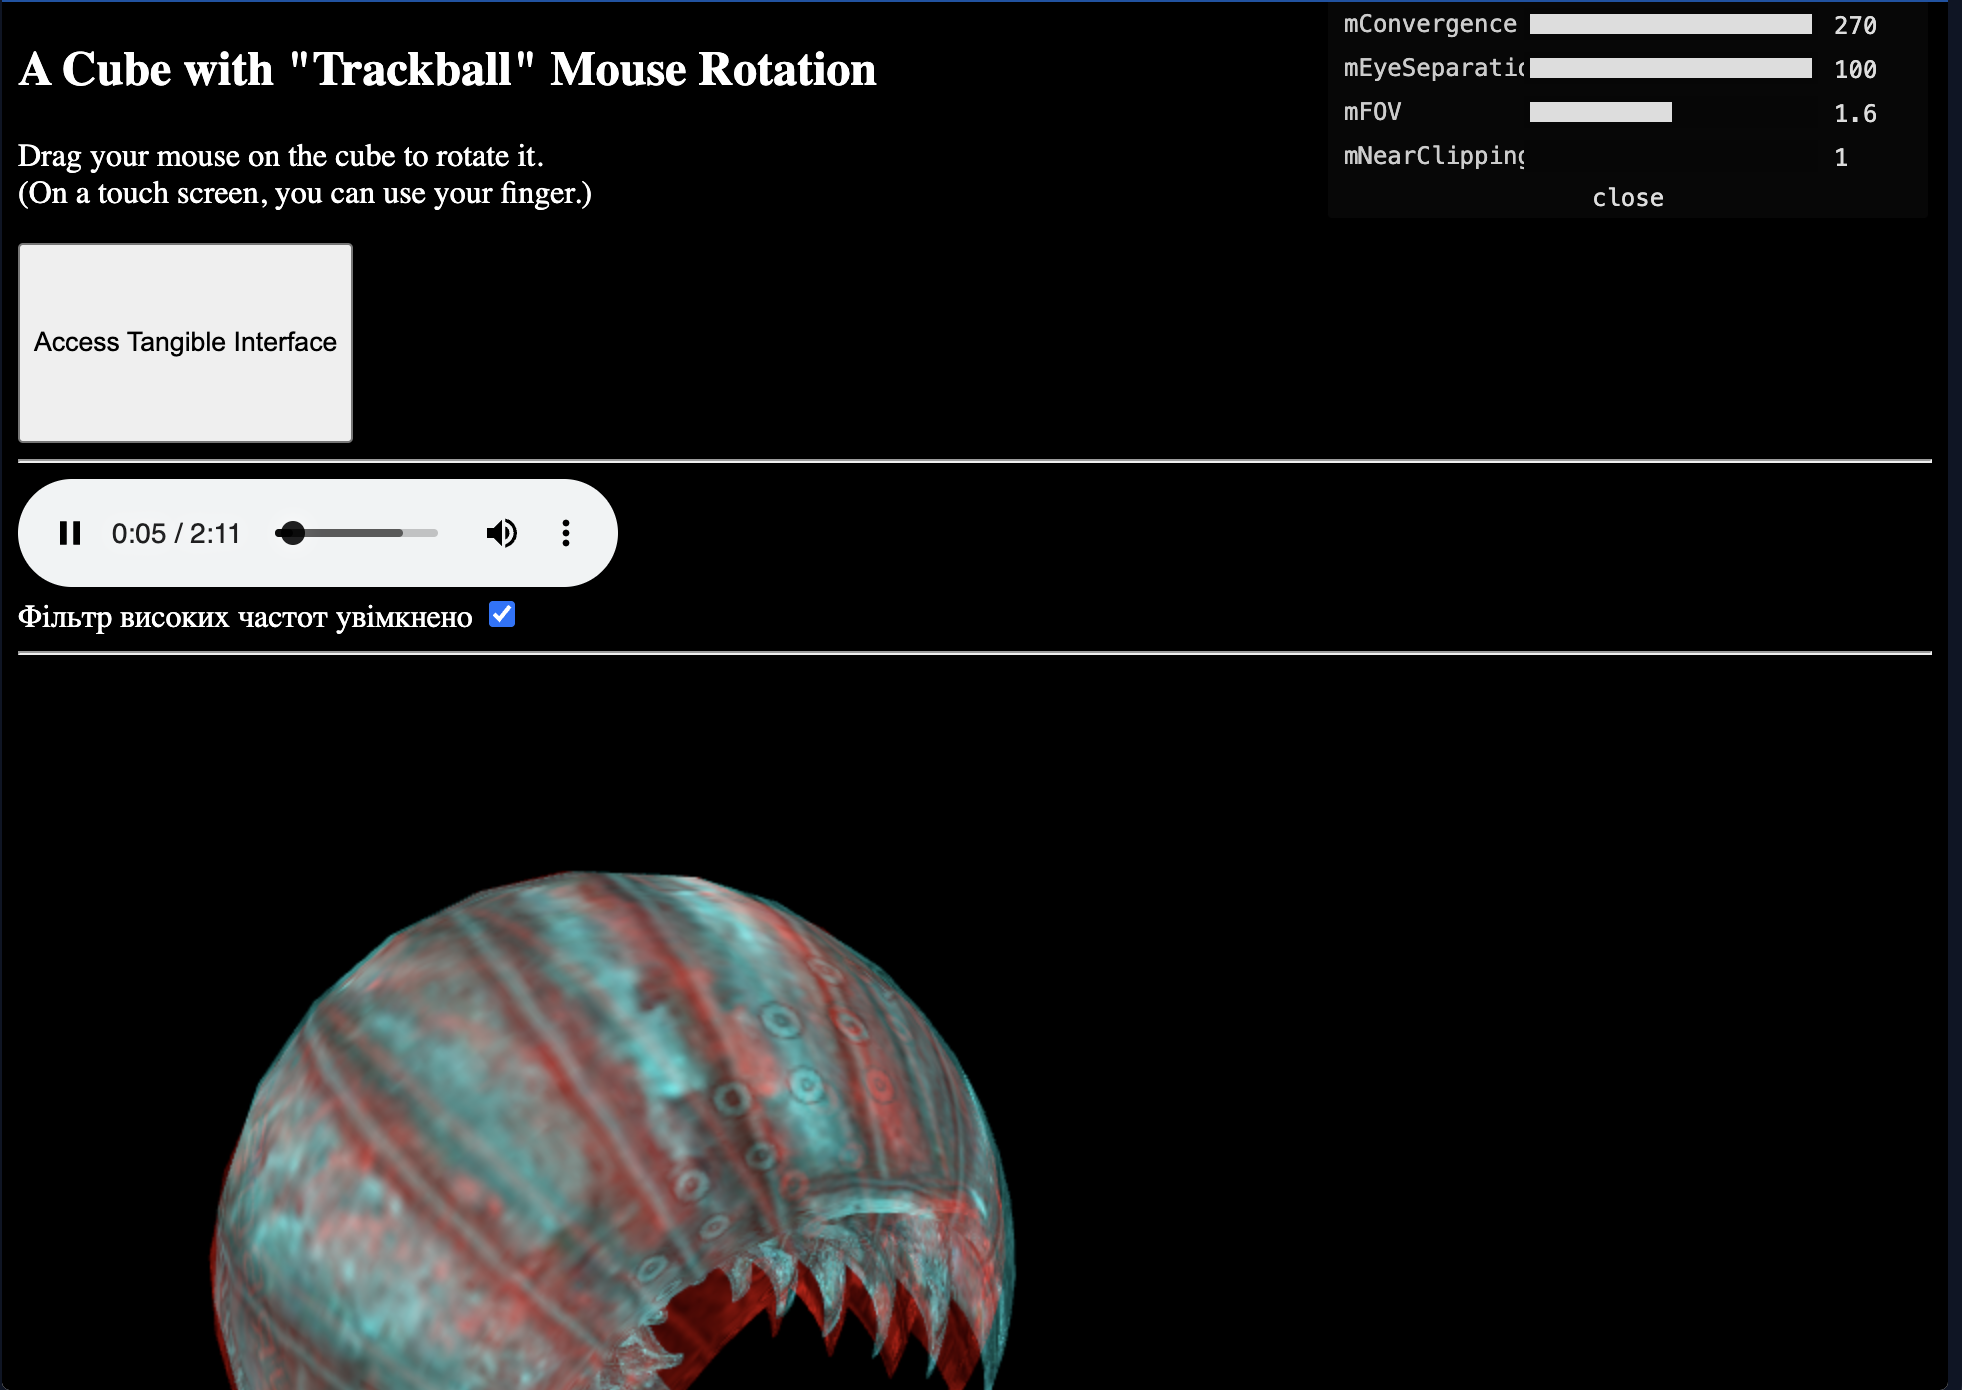 A Cube with "Trackball" Mouse Rotation
Drag your mouse on the cube to rotate it.
(On a touch screen, you can use your finger.)
mConvergence 270
mEyeSeparatio 100
mFOV 1.6
mNearClipping 1
close
Access Tangible Interface
0:05 / 2:11
Фільтр високих частот увімкнено